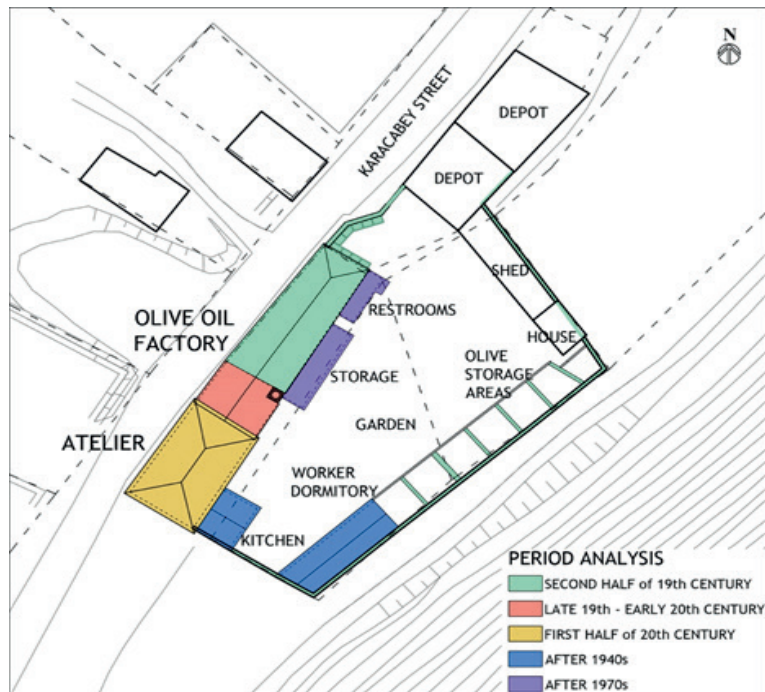 N
KARACABEY STREET
DEPOT
DEPOT
SHED
HOUSE
RESTROOMS
OLIVE OIL
FACTORY
STORAGE
OLIVE
STORAGE
AREAS
GARDEN
ATELIER
WORKER
DORMITORY
KITCHEN
PERIOD ANALYSIS
SECOND HALF of 19th CENTURY
LATE 19th - EARLY 20th CENTURY
FIRST HALF of 20th CENTURY
AFTER 1940s
AFTER 1970s